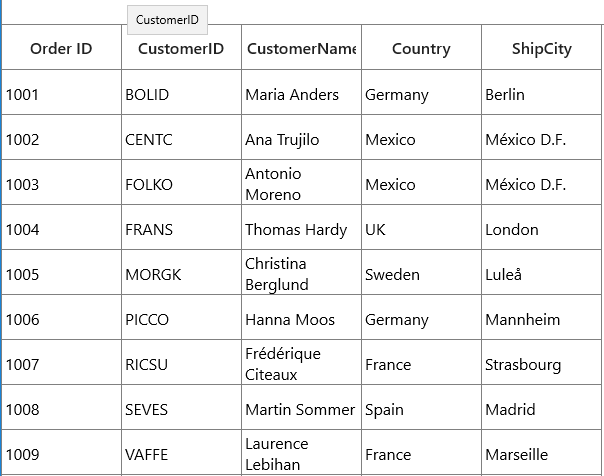 CustomerID
Order ID CustomerID CustomerName Country ShipCity
1001 BOLID Maria Anders Germany Berlin
1002 CENTC Ana Trujilo Mexico México D.F.
1003 FOLKO Antonio Moreno Mexico México D.F.
1004 FRANS Thomas Hardy UK London
1005 MORGK Christina Berglund Sweden Luleå
1006 PICCO Hanna Moos Germany Mannheim
1007 RICSU Frédérique Citeaux France Strasbourg
1008 SEVES Martin Sommer Spain Madrid
1009 VAFFE Laurence Lebihan France Marseille